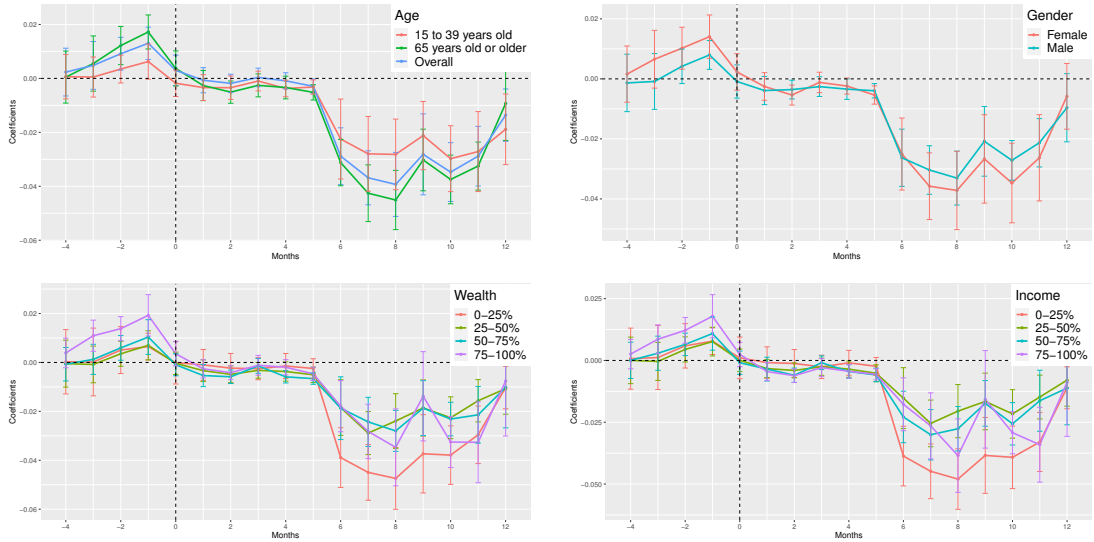 Age
15 to 39 years old
65 years old or older
Overall
0.02
0.00
−0.02
−0.04
−0.06
Coefficients
−4 −2 0 2 4 6 8 10 12
Months
Gender
Female
Male
0.02
0.00
−0.02
−0.04
Coefficients
−4 −2 0 2 4 6 8 10 12
Months
Wealth
0−25%
25−50%
50−75%
75−100%
0.02
0.00
−0.02
−0.04
−0.06
Coefficients
−4 −2 0 2 4 6 8 10 12
Months
Income
0−25%
25−50%
50−75%
75−100%
0.025
0.000
−0.025
−0.050
Coefficients
−4 −2 0 2 4 6 8 10 12
Months